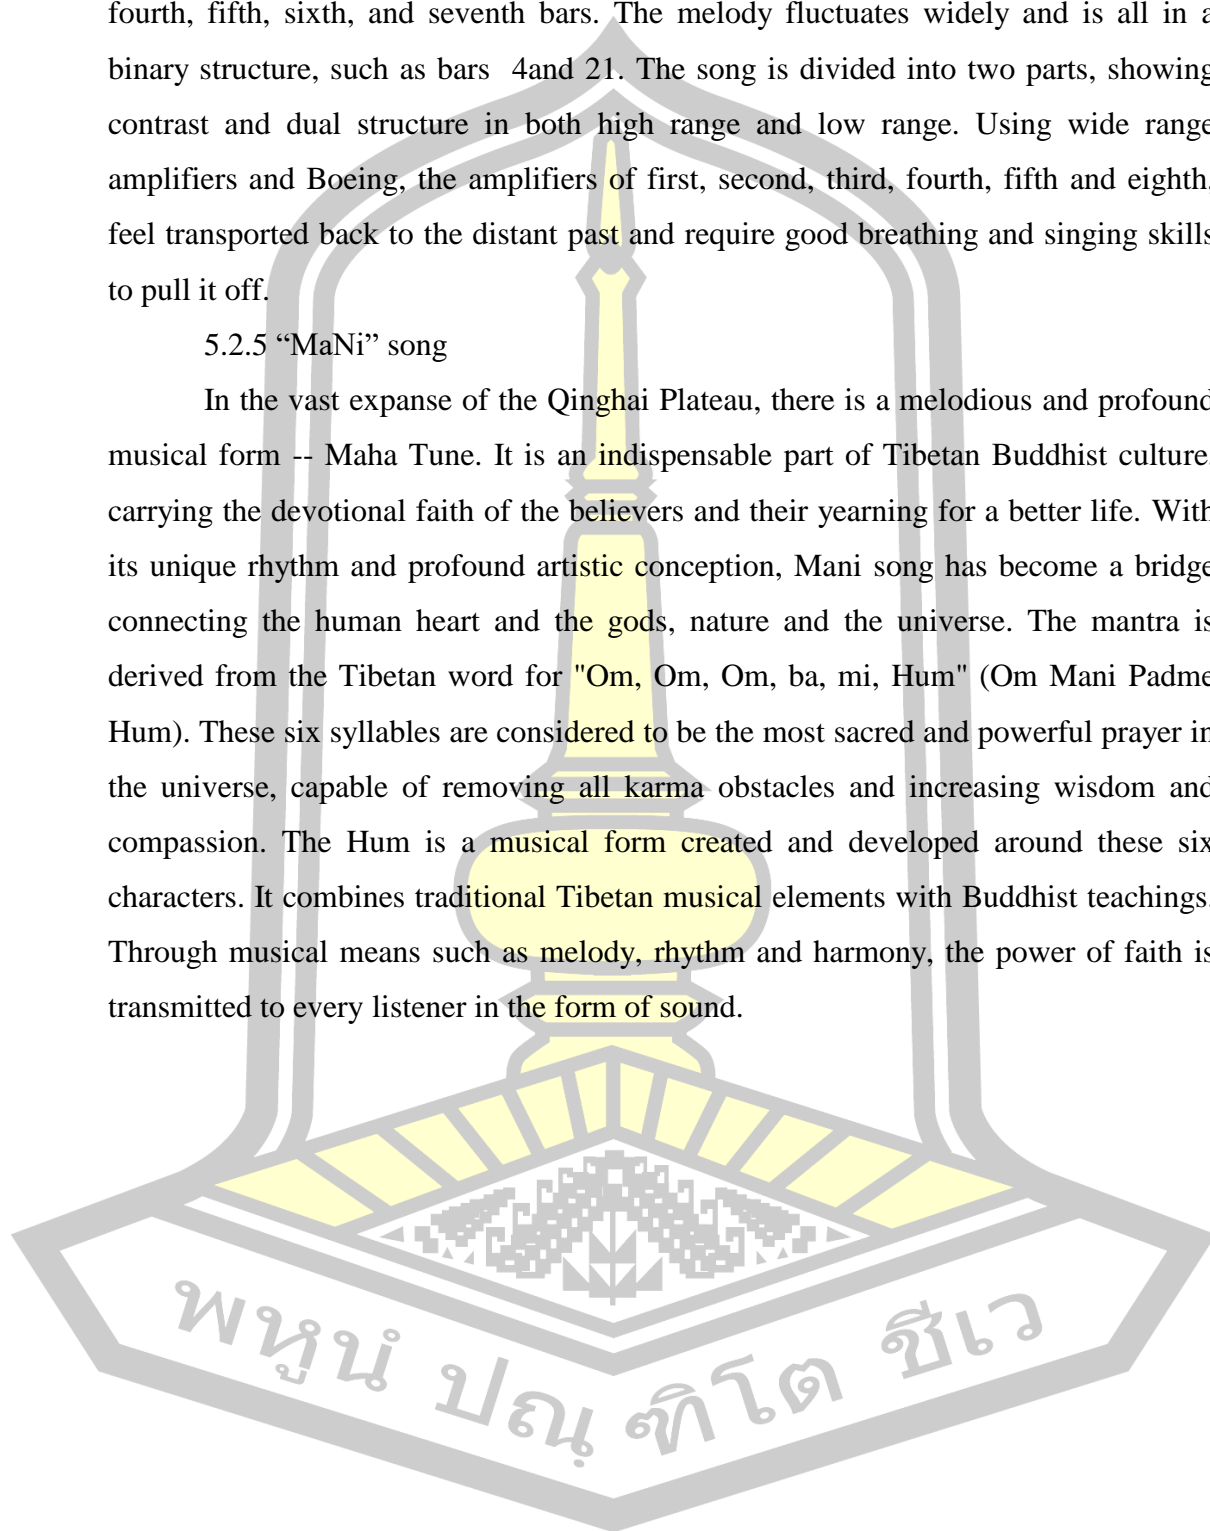 fourth, fifth, sixth, and seventh bars. The melody fluctuates widely and is all in a
binary structure, such as bars  4and 21. The song is divided into two parts, showing
contrast and dual structure in both high range and low range. Using wide range
amplifiers and Boeing, the amplifiers of first, second, third, fourth, fifth and eighth,
feel transported back to the distant past and require good breathing and singing skills
to pull it off.
5.2.5 “MaNi” song
In the vast expanse of the Qinghai Plateau, there is a melodious and profound
musical form -- Maha Tune. It is an indispensable part of Tibetan Buddhist culture,
carrying the devotional faith of the believers and their yearning for a better life. With
its unique rhythm and profound artistic conception, Mani song has become a bridge
connecting the human heart and the gods, nature and the universe. The mantra is
derived from the Tibetan word for "Om, Om, Om, ba, mi, Hum" (Om Mani Padme
Hum). These six syllables are considered to be the most sacred and powerful prayer in
the universe, capable of removing all karma obstacles and increasing wisdom and
compassion. The Hum is a musical form created and developed around these six
characters. It combines traditional Tibetan musical elements with Buddhist teachings.
Through musical means such as melody, rhythm and harmony, the power of faith is
transmitted to every listener in the form of sound.
พหูนํ ปณฺฑิโต ชีเว